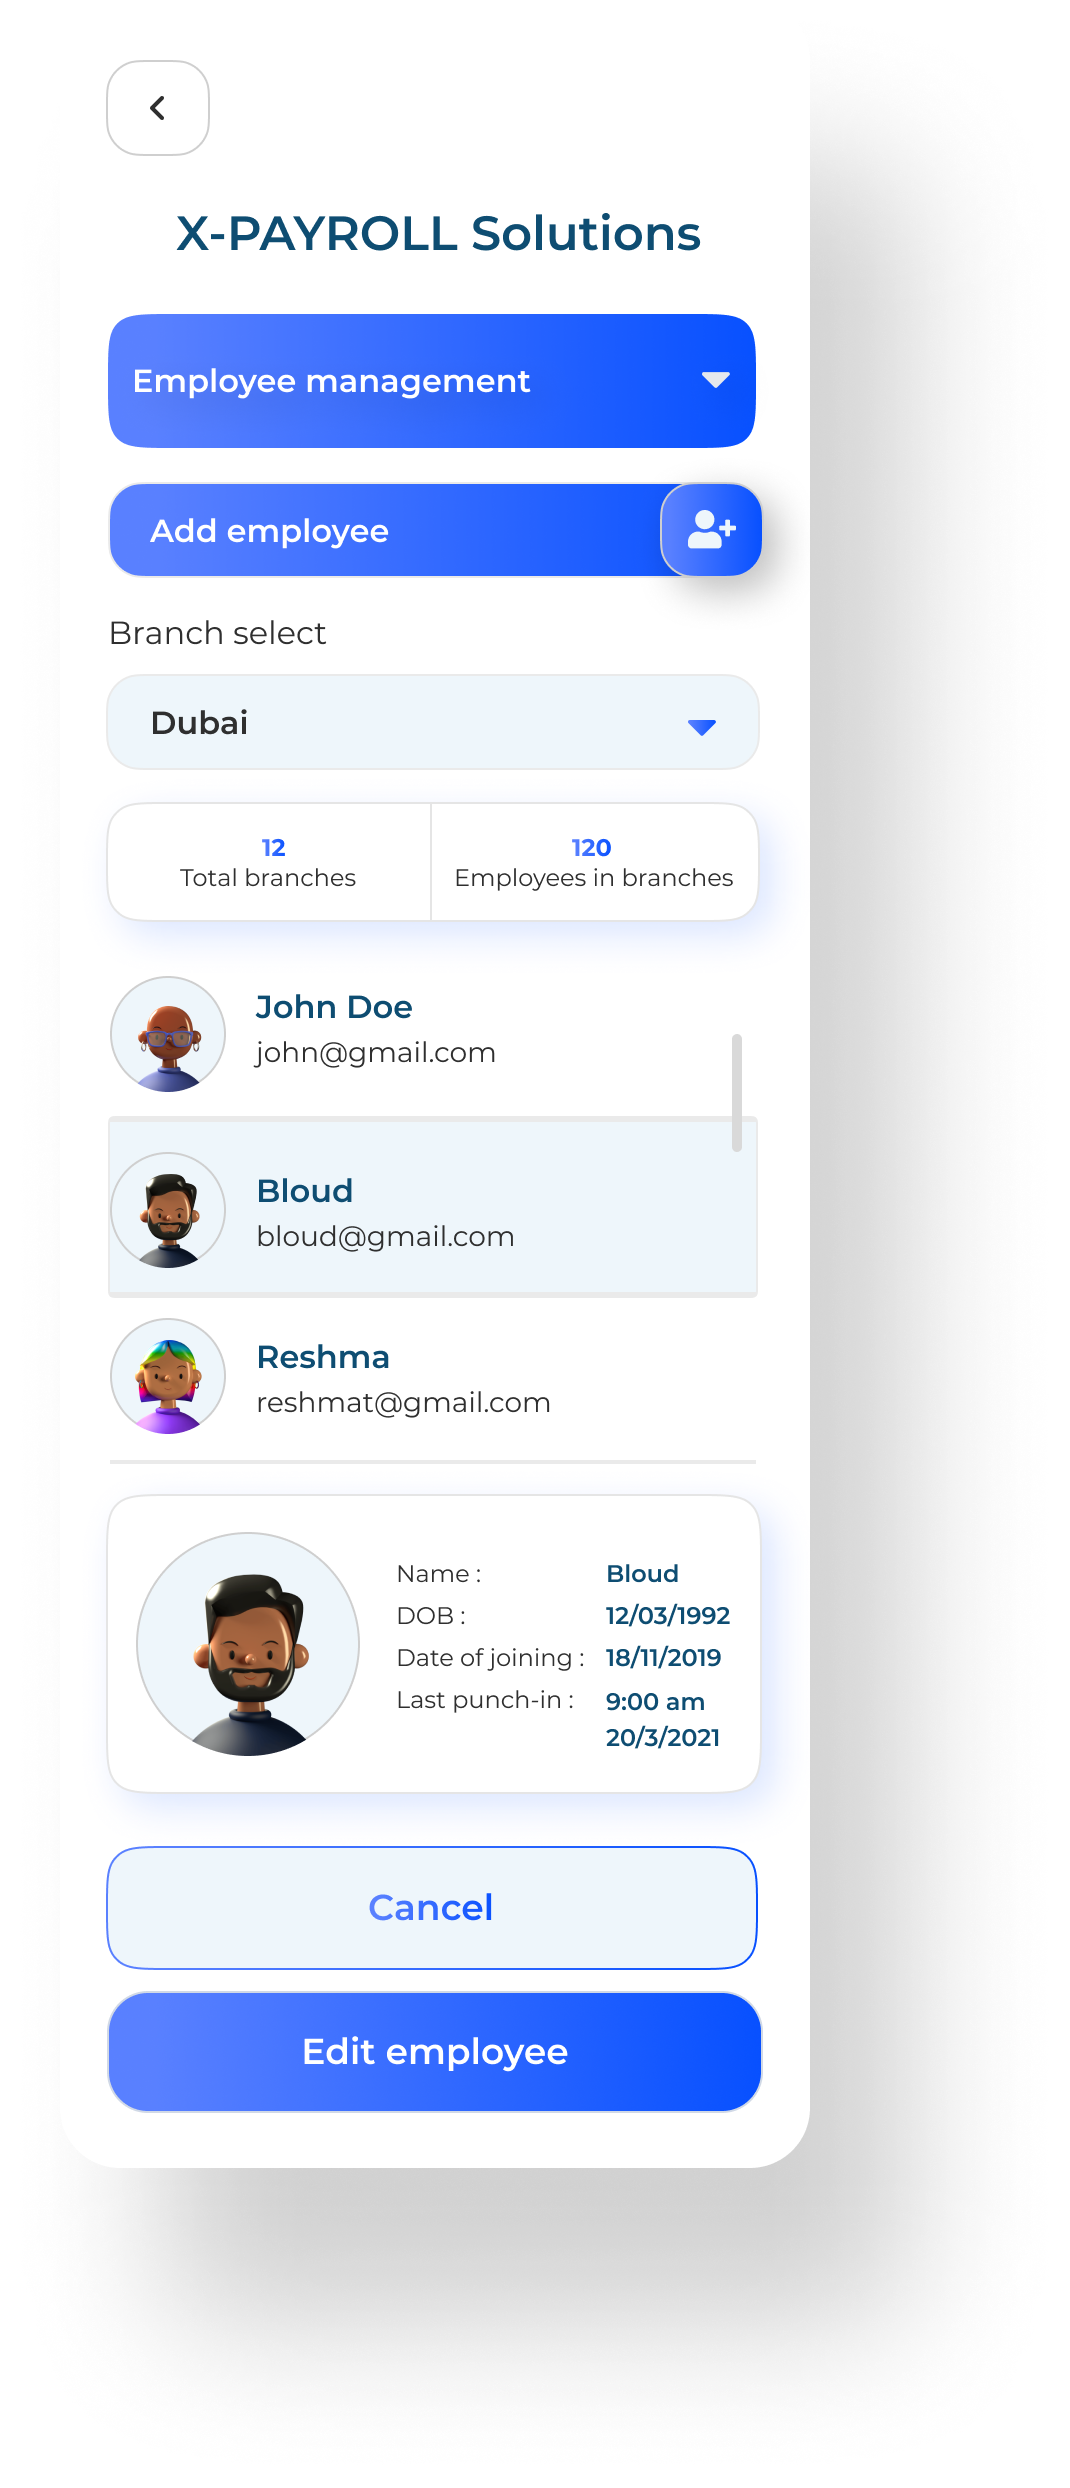 X-PAYROLL Solutions
Employee management
Add employee
Branch select
Dubai
12
Total branches
120
Employees in branches
John Doe
john@gmail.com
Bloud
bloud@gmail.com
Reshma
reshmat@gmail.com
Name : Bloud
DOB : 12/03/1992
Date of joining : 18/11/2019
Last punch-in : 9:00 am
20/3/2021
Cancel
Edit employee